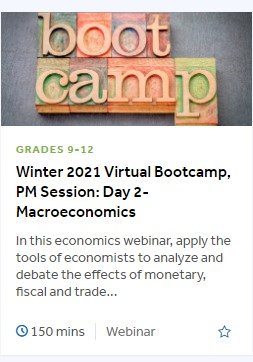 boot
camp
GRADES 9-12
Winter 2021 Virtual Bootcamp,
PM Session: Day 2-
Macroeconomics
In this economics webinar, apply the
tools of economists to analyze and
debate the effects of monetary,
fiscal and trade...
150 mins
Webinar